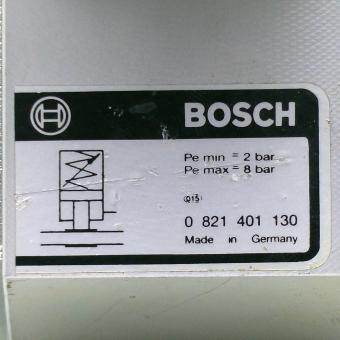 BOSCH
Pe min = 2 bar
Pe max = 8 bar
0 821 401 130
Made in Germany